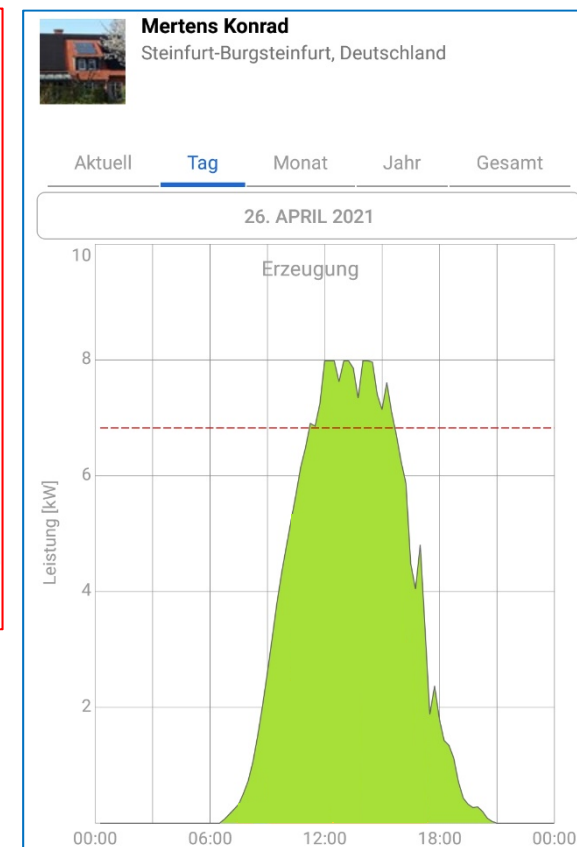 Mertens Konrad
Steinfurt-Burgsteinfurt, Deutschland
Aktuell Tag Monat Jahr Gesamt
26. APRIL 2021
Erzeugung
10
8
6
4
2
Leistung [kW]
00:00 06:00 12:00 18:00 00:00